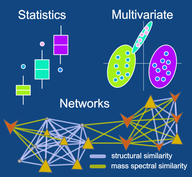 Statistics
Multivariate
Networks
structural similarity
mass spectral similarity